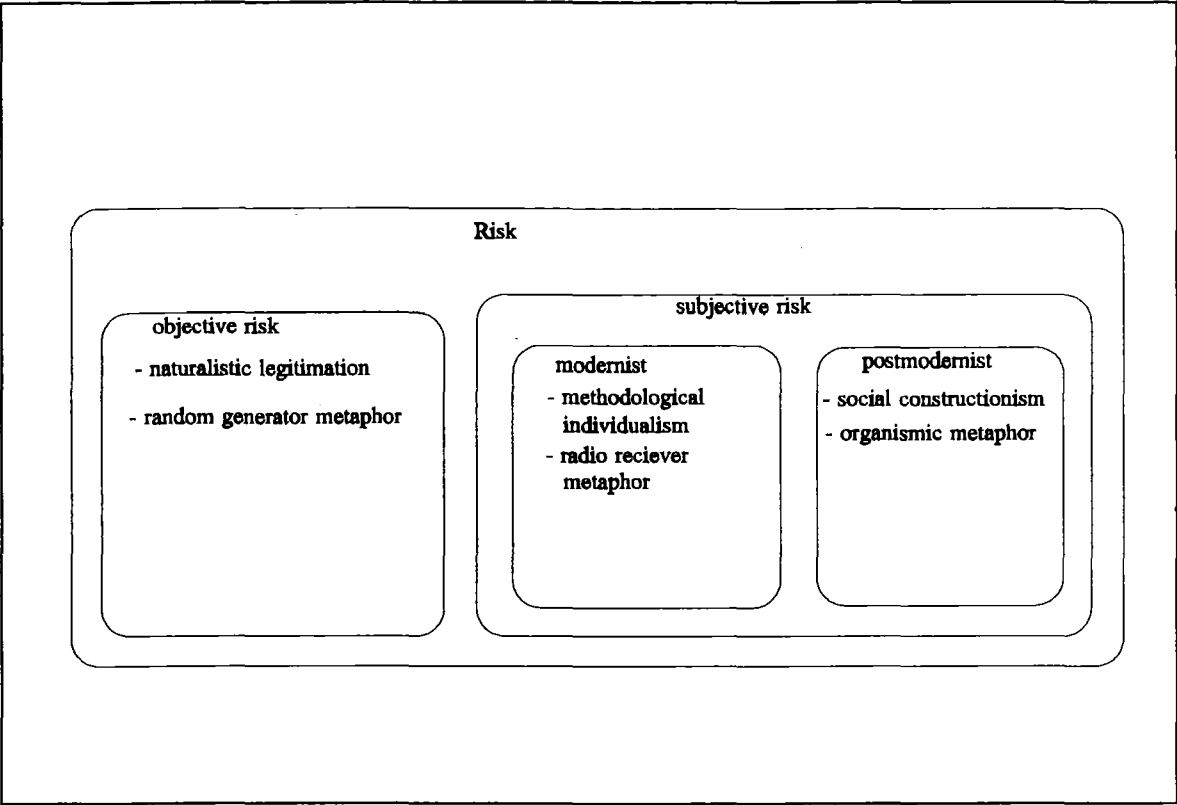 Risk
objective risk
- naturalistic legitimation
- random generator metaphor
subjective risk
modernist
- methodological
individualism
- radio reciever
metaphor
postmodernist
- social constructionism
- organismic metaphor